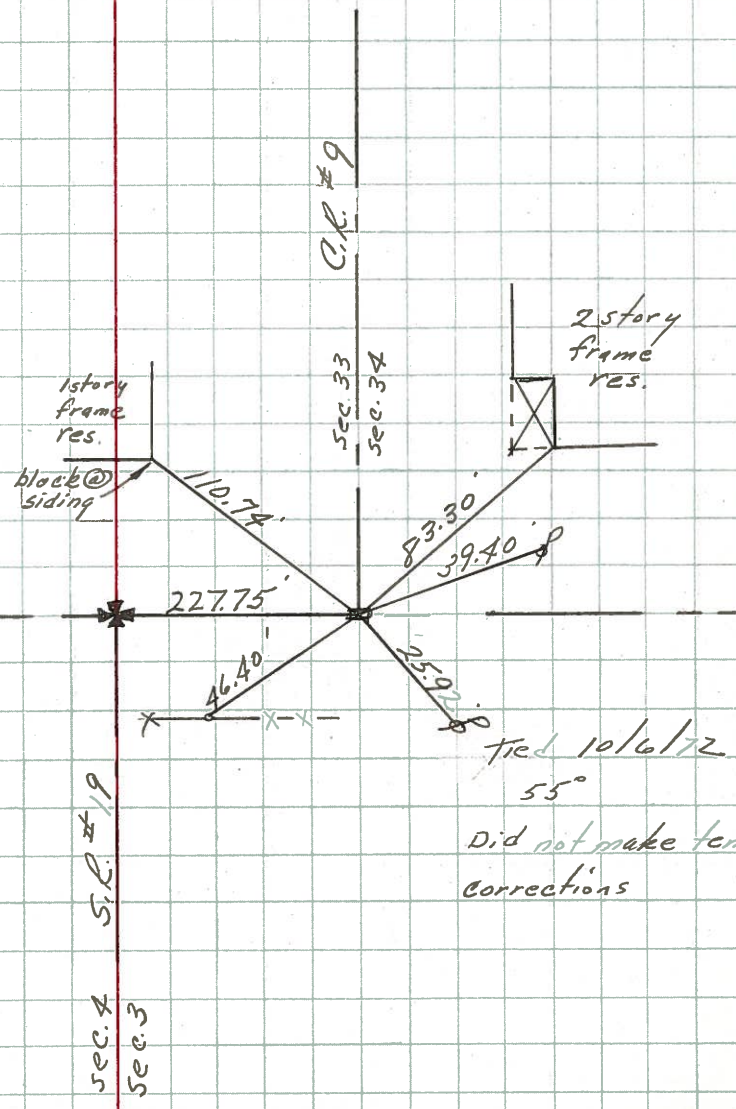 C.R. #9
Sec. 33
Sec. 34
2 story
frame
res.
1 story
frame
res.
block @
siding
110.74'
83.30'
39.40'
227.75'
46.40'
25.92'
Tied 10/6/72
55°
Did not make
corrections
S.R. #19
Sec. 4
Sec. 3